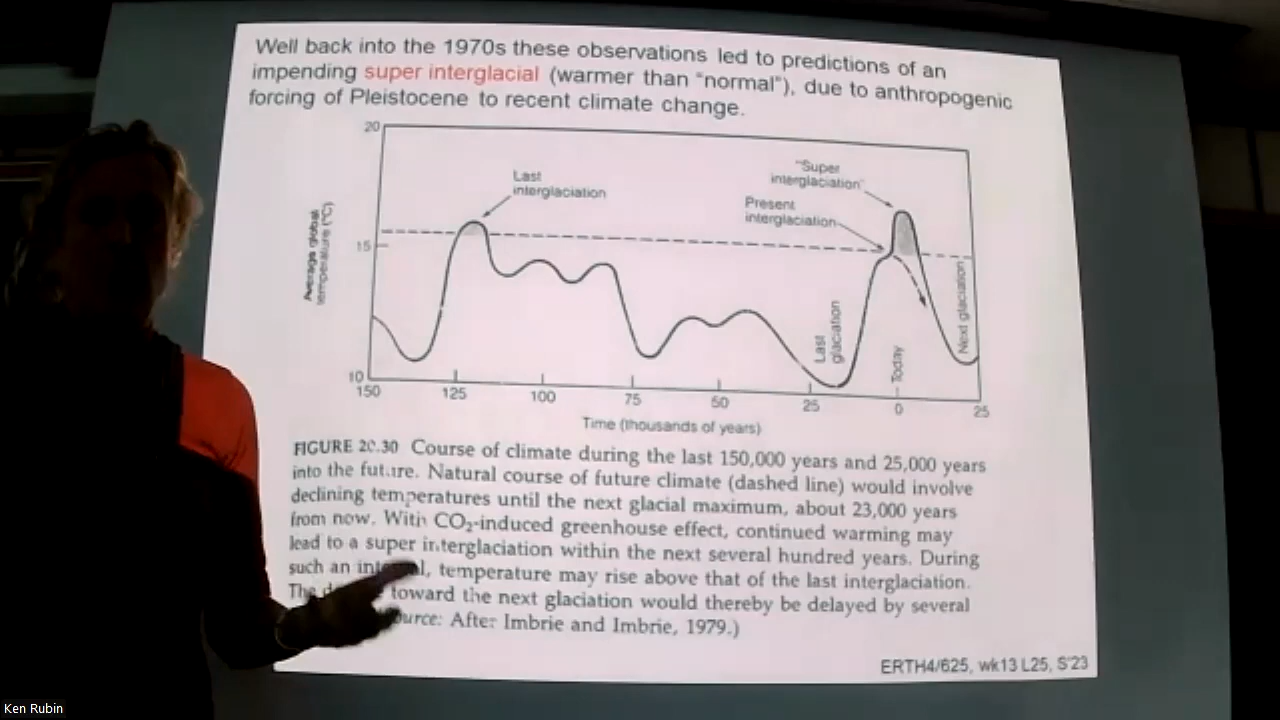 Well back into the 1970s these observations led to predictions of an
impending super interglacial (warmer than "normal"), due to anthropogenic
forcing of Pleistocene to recent climate change.
20
15
10
Average global
temperature (°C)
Last
interglaciation
"Super
interglaciation"
Present
interglaciation
Last
glaciation
Today
Next glaciation
150
125
100
75
50
25
0
25
Time (thousands of years)
FIGURE 20.30 Course of climate during the last 150,000 years and 25,000 years
into the future. Natural course of future climate (dashed line) would involve
declining temperatures until the next glacial maximum, about 23,000 years
from now. With CO₂-induced greenhouse effect, continued warming may
lead to a super interglaciation within the next several hundred years. During
such an, temperature may rise above that of the last interglaciation.
The toward the next glaciation would thereby be delayed by several
After Imbrie and Imbrie, 1979.)
ERTH4/625, wk13 L25, S'23
Ken Rubin